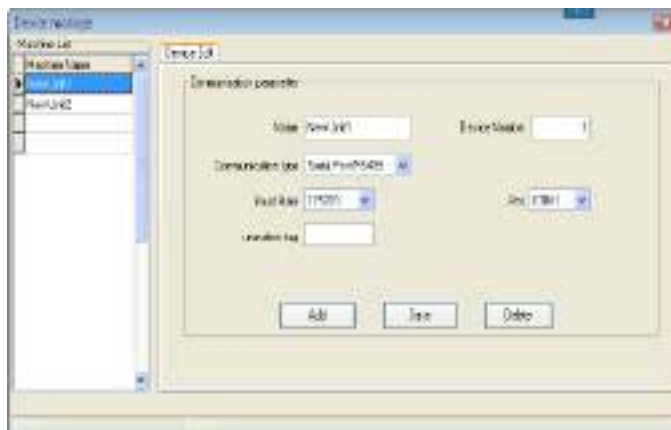 Device manage
Machine List
Machine Name
New Unit1
New Unit2
Device Edit
Communication parameter
Name New Unit1
Device Number 1
Communication type Serial Port/RS485
Baud Rate 115200
Port COM1
Add
Save
Delete